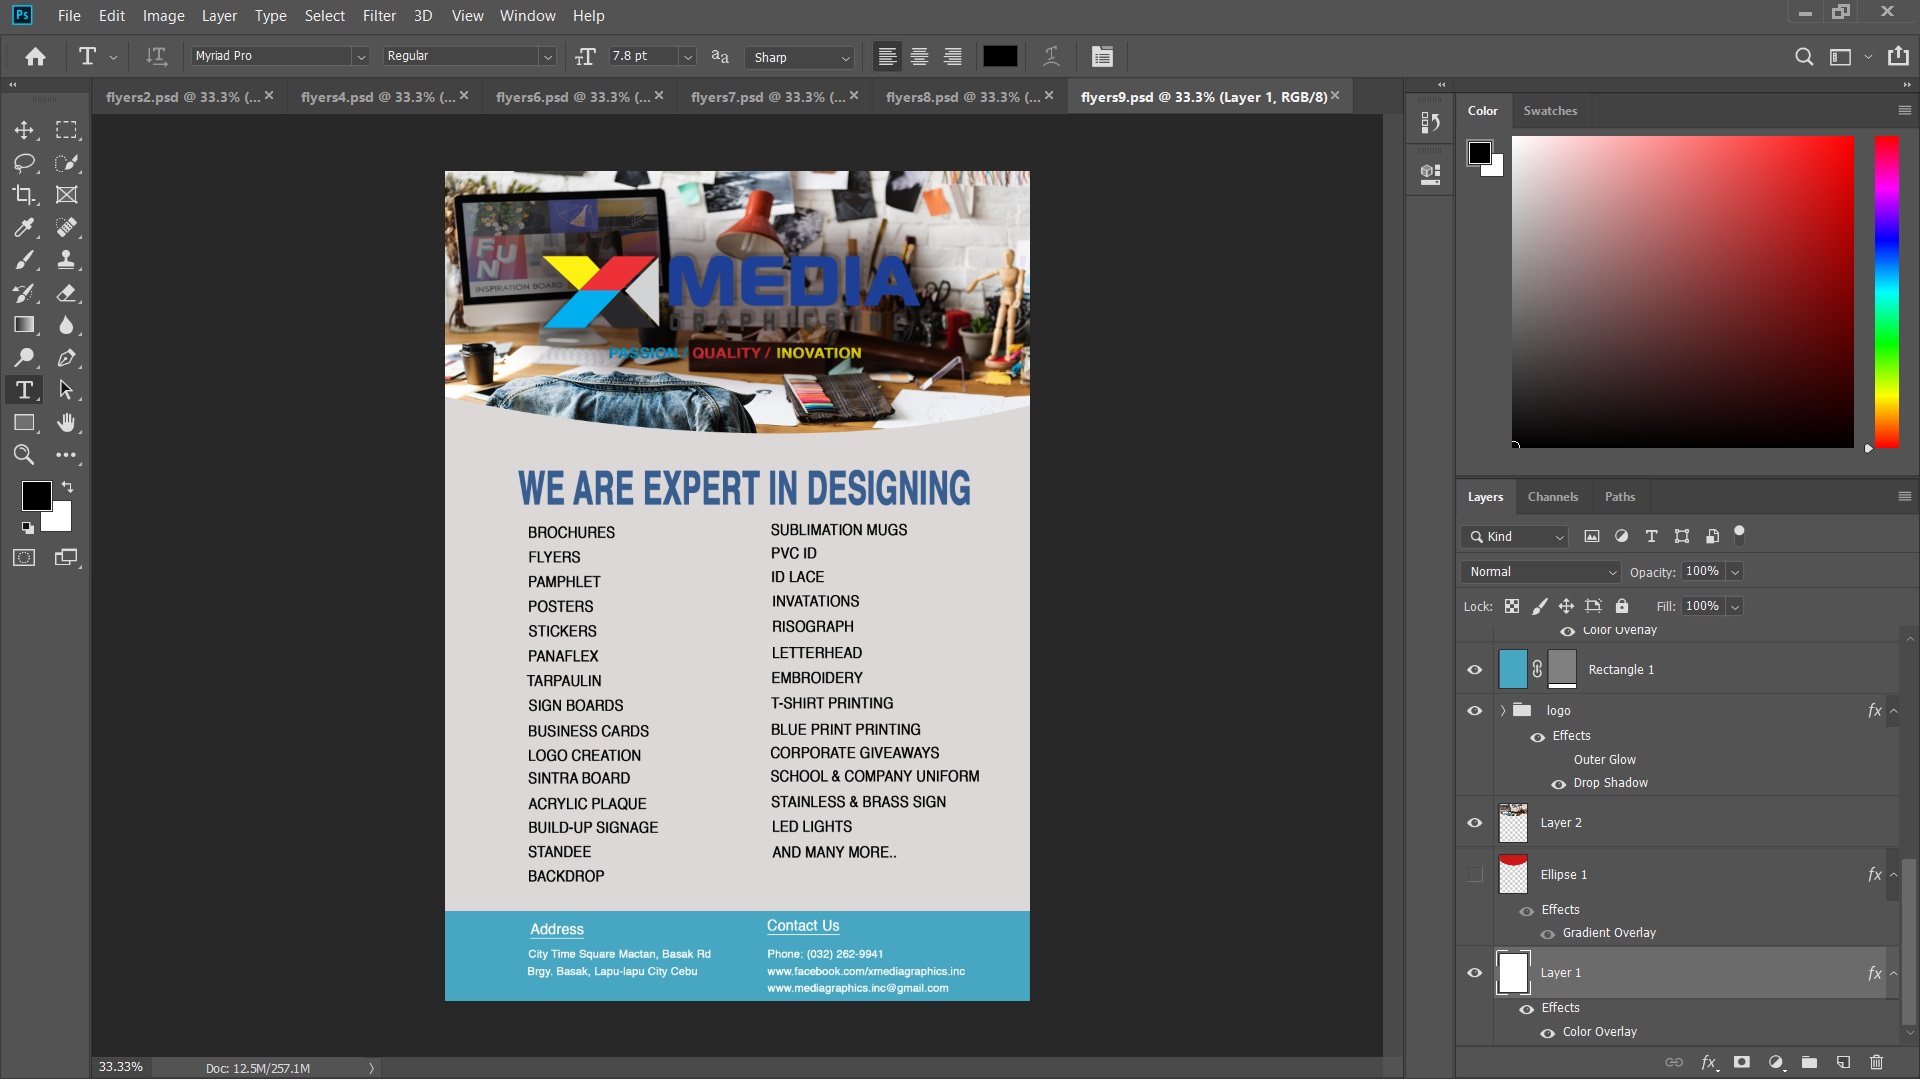 Ps File Edit Image Layer Type Select Filter 3D View Window Help
T Myriad Pro Regular 7.8 pt aa Sharp
flyers2.psd @ 33.3% (... × flyers4.psd @ 33.3% (... × flyers6.psd @ 33.3% (... × flyers7.psd @ 33.3% (... × flyers8.psd @ 33.3% (... × flyers9.psd @ 33.3% (Layer 1, RGB/8) ×
Color Swatches
FUN
INSPIRATION BOARD
X MEDIA
GRAPHICS INC
PASSION / QUALITY / INOVATION
WE ARE EXPERT IN DESIGNING
BROCHURES
FLYERS
PAMPHLET
POSTERS
STICKERS
PANAFLEX
TARPAULIN
SIGN BOARDS
BUSINESS CARDS
LOGO CREATION
SINTRA BOARD
ACRYLIC PLAQUE
BUILD-UP SIGNAGE
STANDEE
BACKDROP
SUBLIMATION MUGS
PVC ID
ID LACE
INVATATIONS
RISOGRAPH
LETTERHEAD
EMBROIDERY
T-SHIRT PRINTING
BLUE PRINT PRINTING
CORPORATE GIVEAWAYS
SCHOOL & COMPANY UNIFORM
STAINLESS & BRASS SIGN
LED LIGHTS
AND MANY MORE..
Address
City Time Square Mactan, Basak Rd
Brgy. Basak, Lapu-lapu City Cebu
Contact Us
Phone: (032) 262-9941
www.facebook.com/xmediagraphics.inc
www.mediagraphics.inc@gmail.com
Layers Channels Paths
Kind
Normal Opacity: 100%
Lock: Fill: 100%
Color Overlay
Rectangle 1
logo fx
Effects
Outer Glow
Drop Shadow
Layer 2
Ellipse 1 fx
Effects
Gradient Overlay
Layer 1 fx
Effects
Color Overlay
fx
33.33% Doc: 12.5M/257.1M